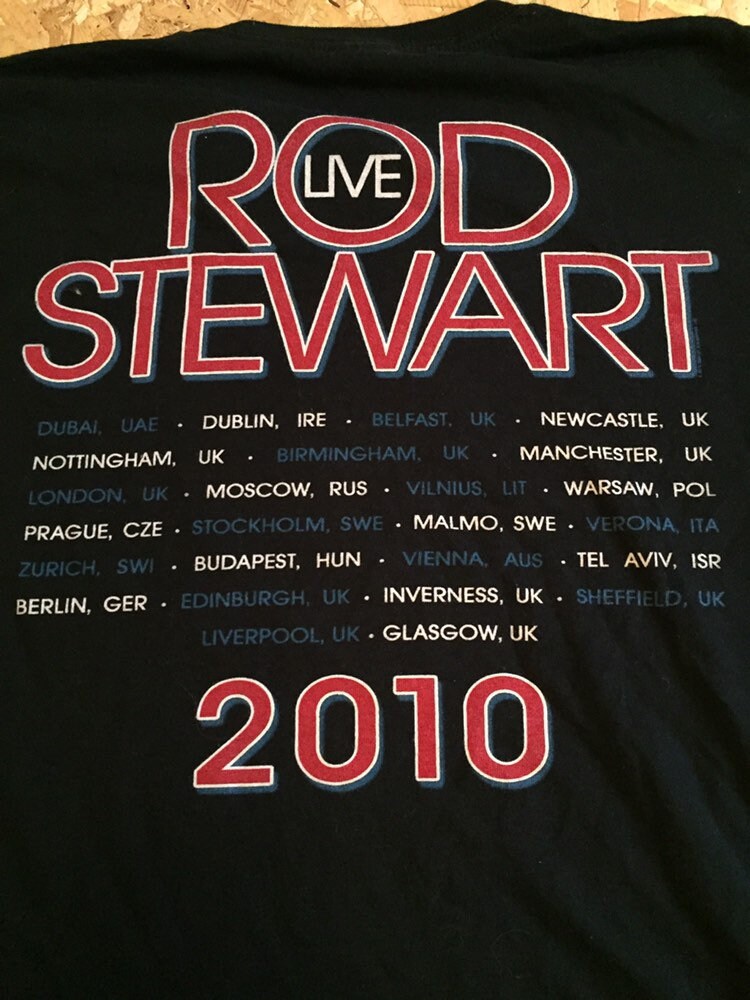 ROD
LIVE
STEWART
DUBAI, UAE • DUBLIN, IRE • BELFAST, UK • NEWCASTLE, UK
NOTTINGHAM, UK • BIRMINGHAM, UK • MANCHESTER, UK
LONDON, UK • MOSCOW, RUS • VILNIUS, LIT • WARSAW, POL
PRAGUE, CZE • STOCKHOLM, SWE • MALMO, SWE • VERONA, ITA
ZURICH, SWI • BUDAPEST, HUN • VIENNA, AUS • TEL AVIV, ISR
BERLIN, GER • EDINBURGH, UK • INVERNESS, UK • SHEFFIELD, UK
LIVERPOOL, UK • GLASGOW, UK
2010